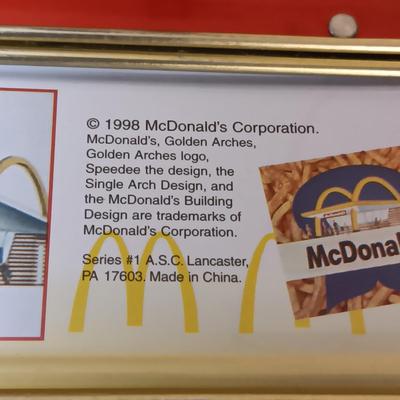 © 1998 McDonald's Corporation.
McDonald's, Golden Arches,
Golden Arches logo,
Speedee the design, the
Single Arch Design, and
the McDonald's Building
Design are trademarks of
McDonald's Corporation.
Series #1 A.S.C. Lancaster,
PA 17603. Made in China.
McDonal